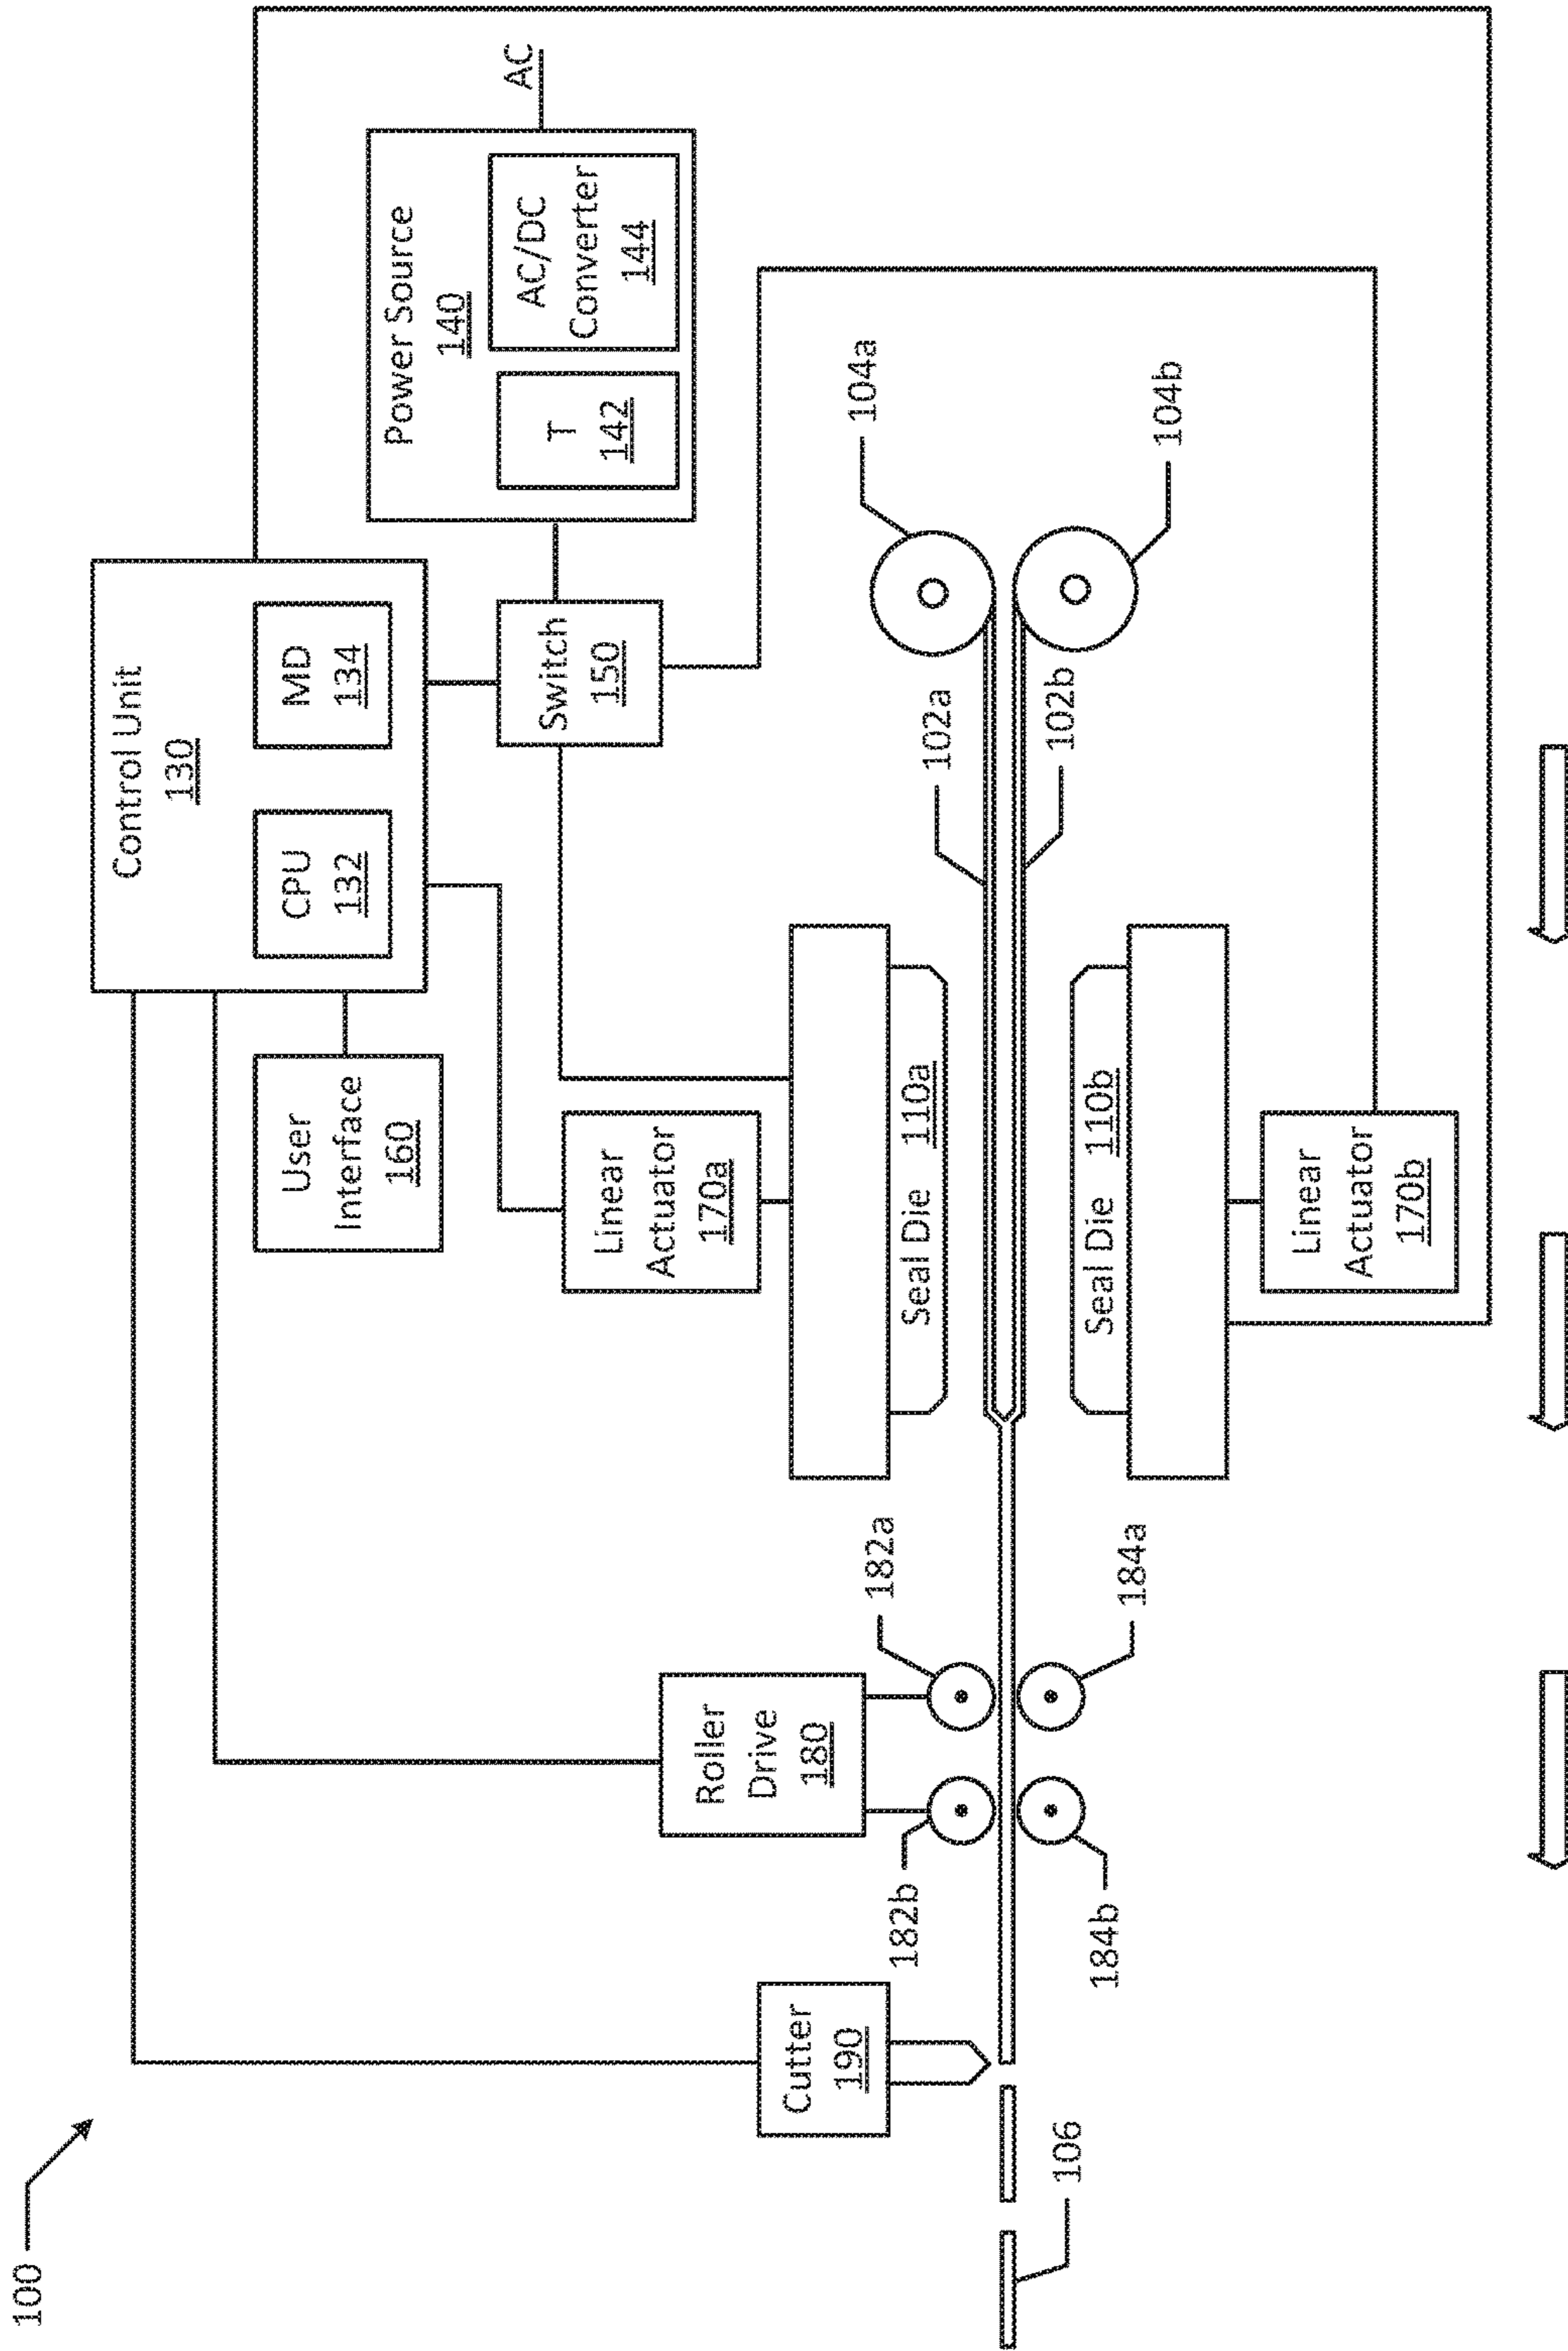 100
Control Unit
130
CPU
132
MD
134
User
Interface
160
Power Source
140
T
142
AC/DC
Converter
144
AC
Switch
150
Linear
Actuator
170a
Roller
Drive
180
Cutter
190
Seal Die 110a
182b
182a
102a
104a
106
184b
184a
Seal Die 110b
102b
104b
Linear
Actuator
170b